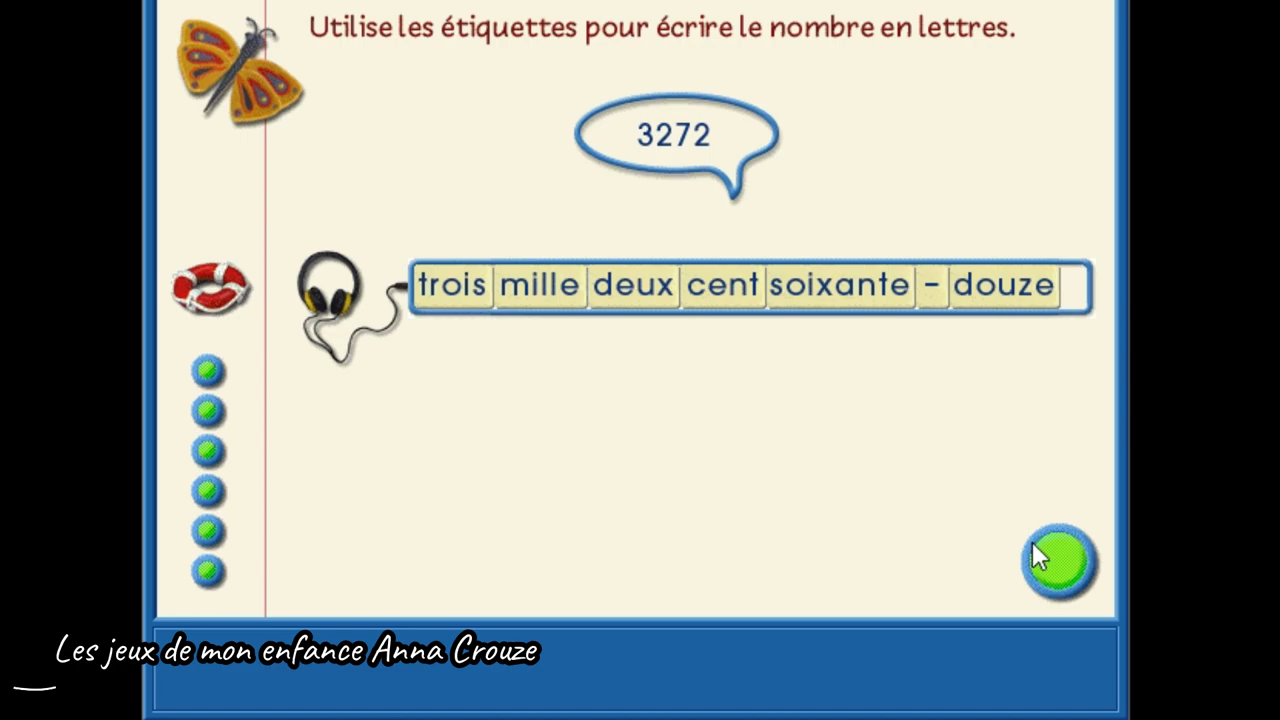 Utilise les étiquettes pour écrire le nombre en lettres.
3272
trois mille deux cent soixante - douze
Les jeux de mon enfance Anna Crouze